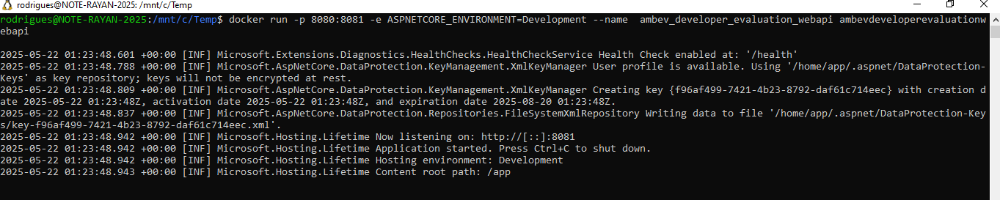 rodrigues@NOTE-RAYAN-2025: /mnt/c/Temp
rodrigues@NOTE-RAYAN-2025:/mnt/c/Temp$ docker run -p 8080:8081 -e ASPNETCORE_ENVIRONMENT=Development --name  ambev_developer_evaluation_webapi ambevdeveloperevaluationw
ebapi
2025-05-22 01:23:48.601 +00:00 [INF] Microsoft.Extensions.Diagnostics.HealthChecks.HealthCheckService Health Check enabled at: '/health'
2025-05-22 01:23:48.788 +00:00 [INF] Microsoft.AspNetCore.DataProtection.KeyManagement.XmlKeyManager User profile is available. Using '/home/app/.aspnet/DataProtection-
Keys' as key repository; keys will not be encrypted at rest.
2025-05-22 01:23:48.809 +00:00 [INF] Microsoft.AspNetCore.DataProtection.KeyManagement.XmlKeyManager Creating key {f96af499-7421-4b23-8792-daf61c714eec} with creation d
ate 2025-05-22 01:23:48Z, activation date 2025-05-22 01:23:48Z, and expiration date 2025-08-20 01:23:48Z.
2025-05-22 01:23:48.837 +00:00 [INF] Microsoft.AspNetCore.DataProtection.Repositories.FileSystemXmlRepository Writing data to file '/home/app/.aspnet/DataProtection-Key
s/key-f96af499-7421-4b23-8792-daf61c714eec.xml'.
2025-05-22 01:23:48.942 +00:00 [INF] Microsoft.Hosting.Lifetime Now listening on: http://[::]:8081
2025-05-22 01:23:48.942 +00:00 [INF] Microsoft.Hosting.Lifetime Application started. Press Ctrl+C to shut down.
2025-05-22 01:23:48.942 +00:00 [INF] Microsoft.Hosting.Lifetime Hosting environment: Development
2025-05-22 01:23:48.943 +00:00 [INF] Microsoft.Hosting.Lifetime Content root path: /app